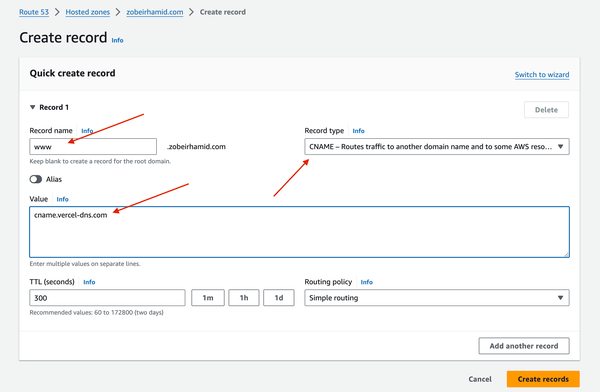 Route 53 > Hosted zones > zobeirhamid.com > Create record
Create record Info
Quick create record Switch to wizard
▼ Record 1 Delete
Record name Info Record type Info
www .zobeirhamid.com CNAME – Routes traffic to another domain name and to some AWS reso... ▼
Keep blank to create a record for the root domain.
Alias
Value Info
cname.vercel-dns.com
Enter multiple values on separate lines.
TTL (seconds) Info Routing policy Info
300 1m 1h 1d Simple routing ▼
Recommended values: 60 to 172800 (two days)
Add another record
Cancel Create records